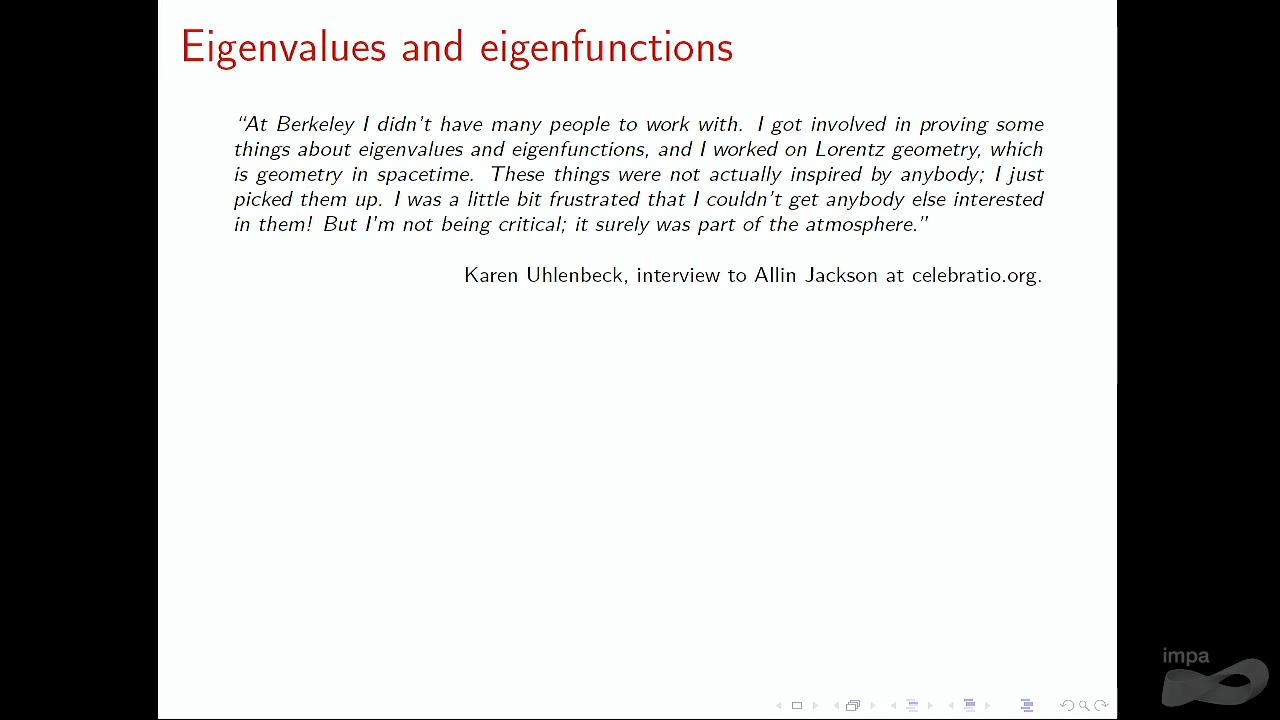 Eigenvalues and eigenfunctions
“At Berkeley I didn’t have many people to work with. I got involved in proving some
things about eigenvalues and eigenfunctions, and I worked on Lorentz geometry, which
is geometry in spacetime. These things were not actually inspired by anybody; I just
picked them up. I was a little bit frustrated that I couldn’t get anybody else interested
in them! But I’m not being critical; it surely was part of the atmosphere.”
Karen Uhlenbeck, interview to Allin Jackson at celebratio.org.
impa